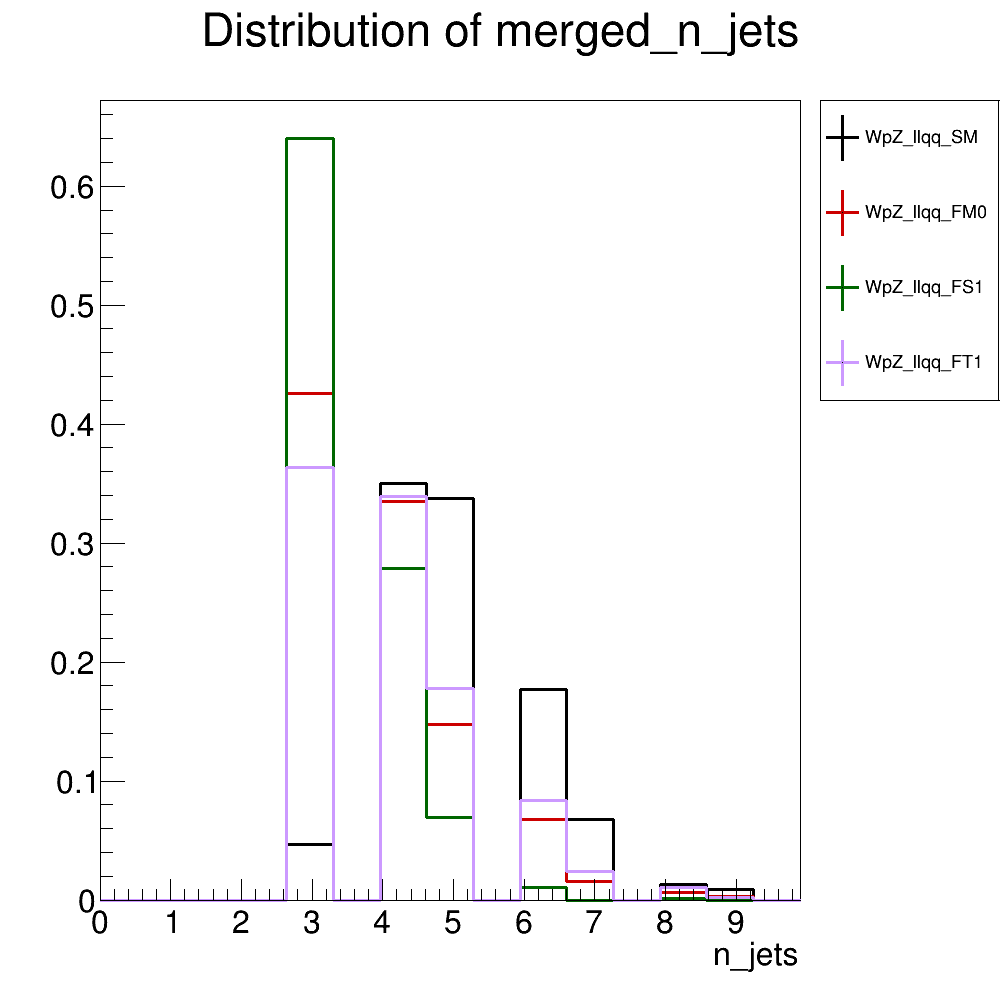 Distribution of merged_n_jets
WpZ_llqq_SM
WpZ_llqq_FM0
WpZ_llqq_FS1
WpZ_llqq_FT1
0.6
0.5
0.4
0.3
0.2
0.1
0
0 1 2 3 4 5 6 7 8 9
n_jets